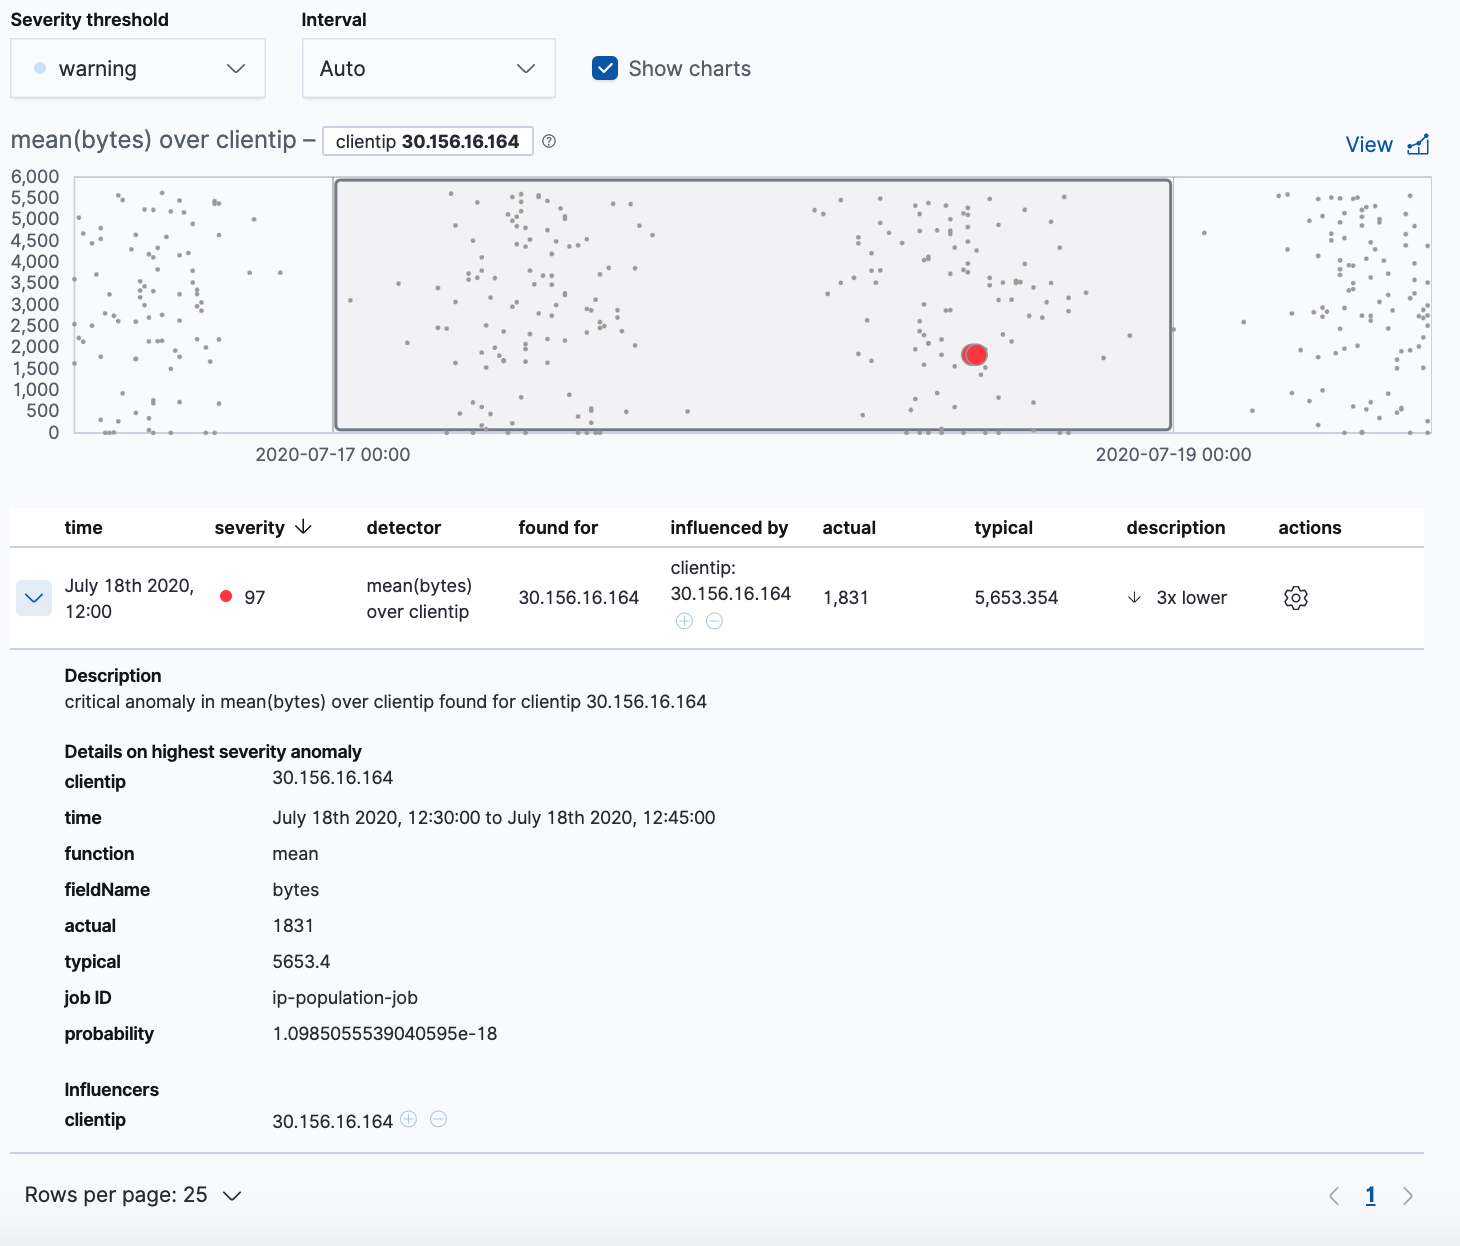 Severity threshold
Interval
warning
Auto
Show charts
mean(bytes) over clientip – clientip 30.156.16.164
View
6,000
5,500
5,000
4,500
4,000
3,500
3,000
2,500
2,000
1,500
1,000
500
0
2020-07-17 00:00
2020-07-19 00:00
time severity detector found for influenced by actual typical description actions
July 18th 2020, 12:00
97
mean(bytes) over clientip
30.156.16.164
clientip:
30.156.16.164
1,831
5,653.354
3x lower
Description
critical anomaly in mean(bytes) over clientip found for clientip 30.156.16.164
Details on highest severity anomaly
clientip 30.156.16.164
time July 18th 2020, 12:30:00 to July 18th 2020, 12:45:00
function mean
fieldName bytes
actual 1831
typical 5653.4
job ID ip-population-job
probability 1.0985055539040595e-18
Influencers
clientip 30.156.16.164
Rows per page: 25
1